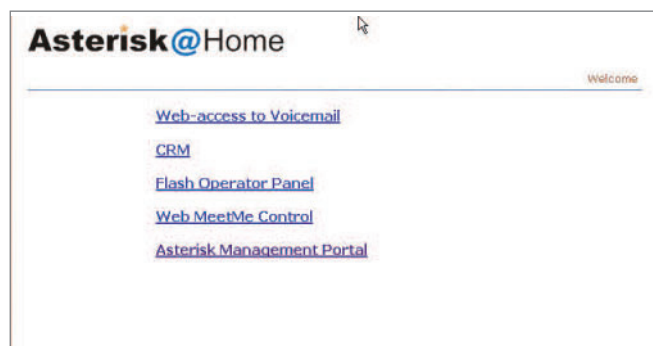 Asterisk@Home
Welcome
Web-access to Voicemail
CRM
Flash Operator Panel
Web MeetMe Control
Asterisk Management Portal